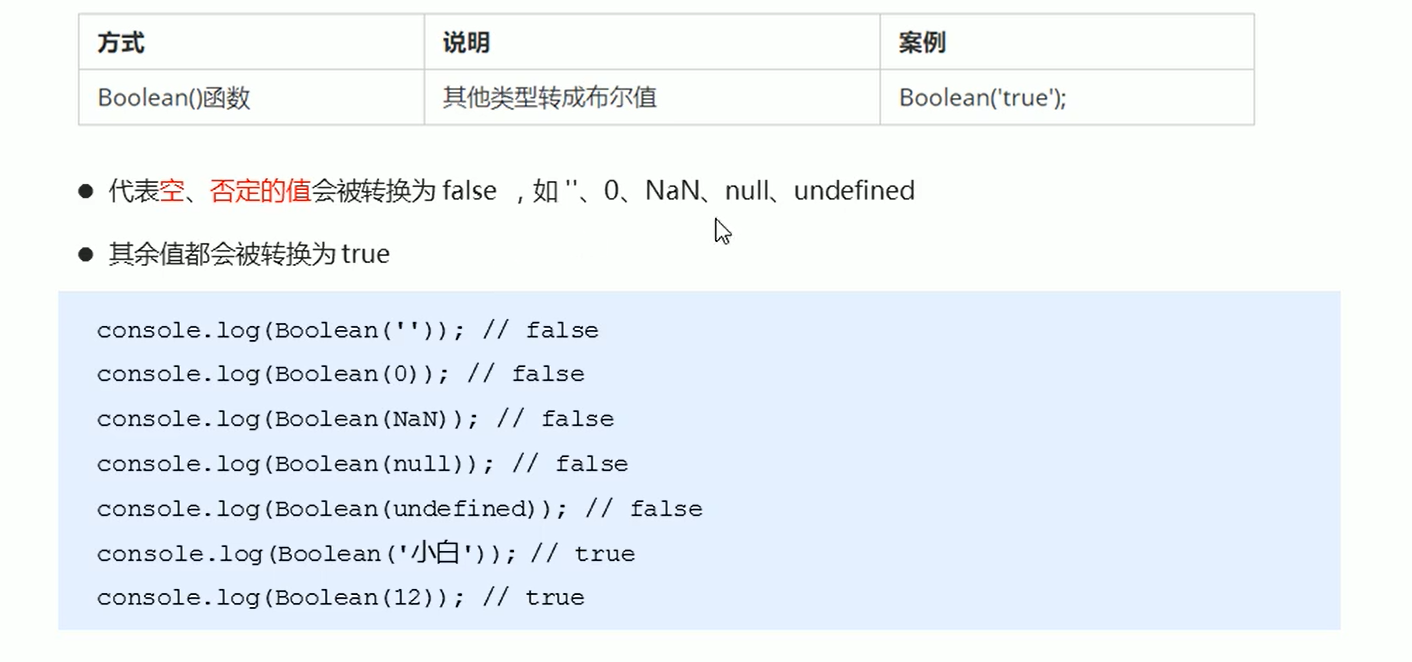 方式 说明 案例
Boolean()函数 其他类型转成布尔值 Boolean('true');
● 代表空、否定的值会被转换为 false ，如 ''、0、NaN、null、undefined
● 其余值都会被转换为 true
console.log(Boolean('')); // false
console.log(Boolean(0)); // false
console.log(Boolean(NaN)); // false
console.log(Boolean(null)); // false
console.log(Boolean(undefined)); // false
console.log(Boolean('小白')); // true
console.log(Boolean(12)); // true